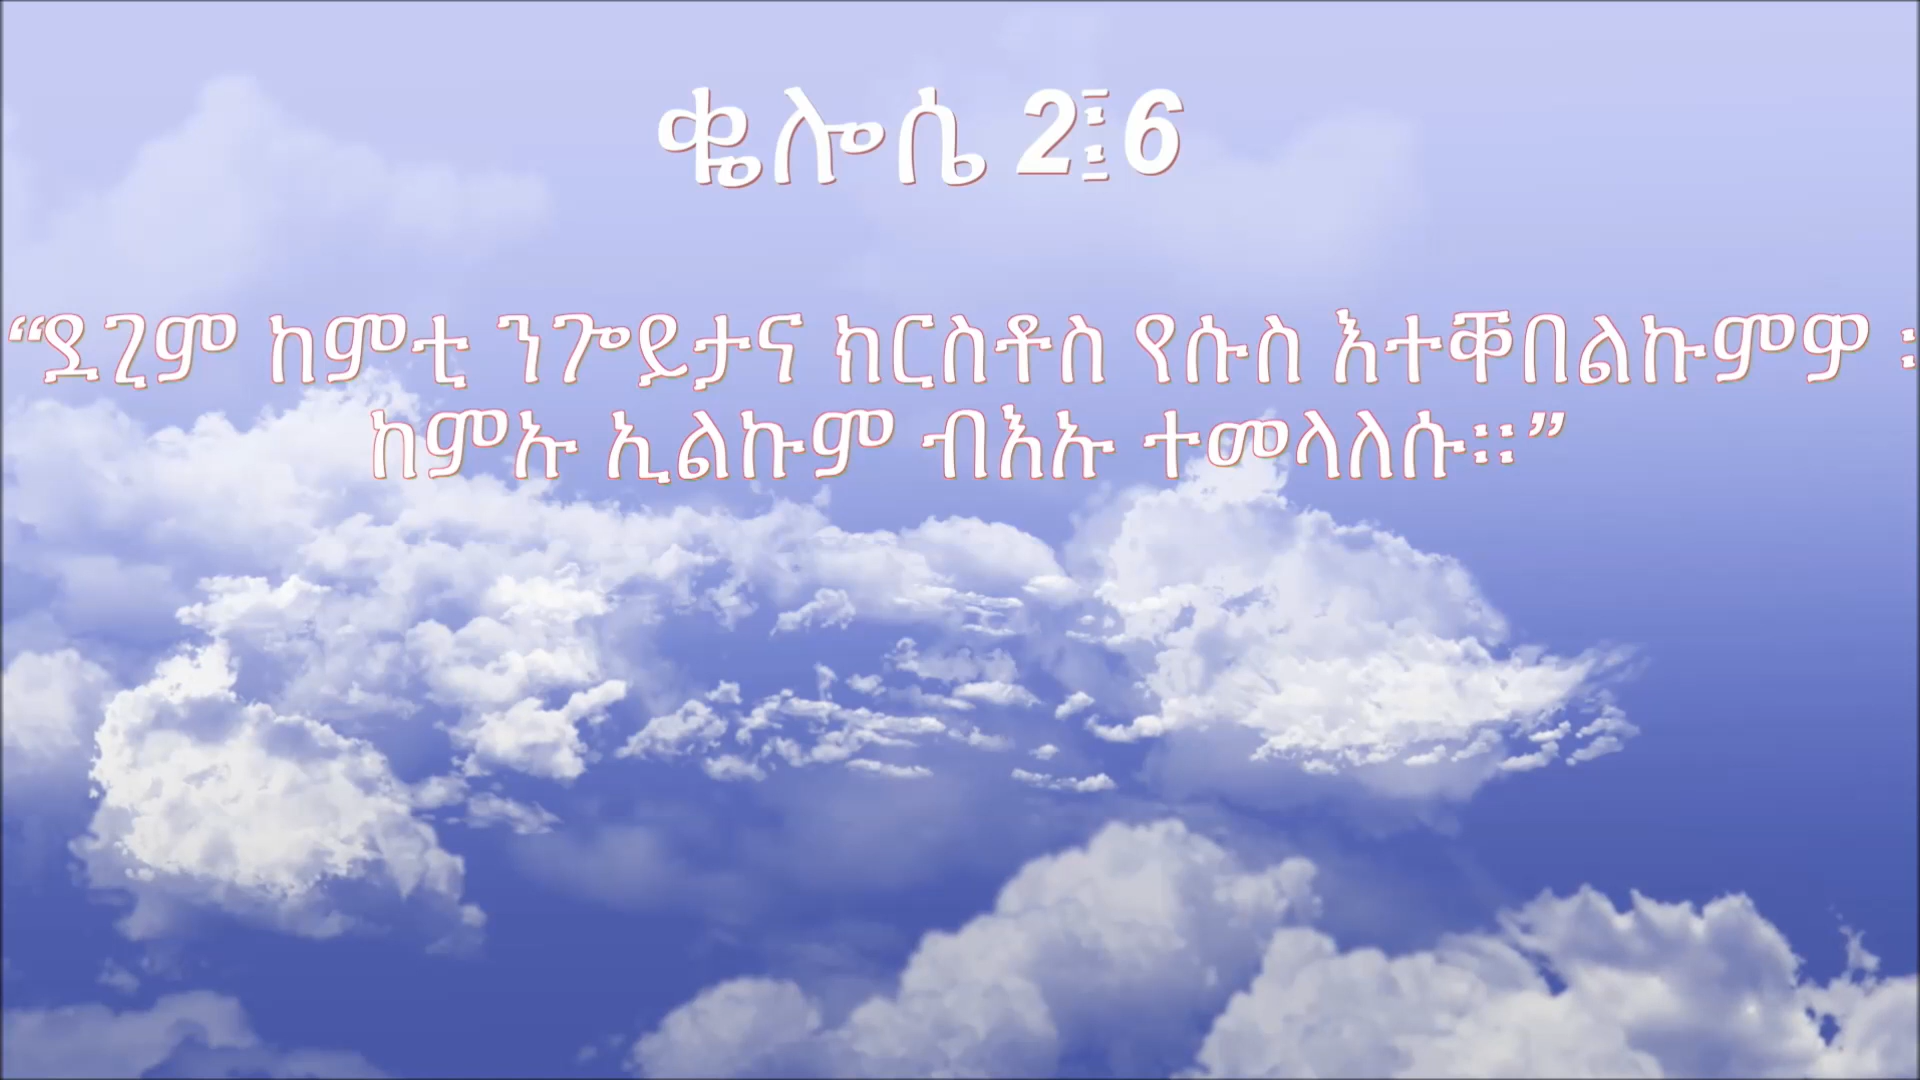 ቈሎሴ 2፤6
“ደጊም ከምቲ ንጐይታና ክርስቶስ የሱስ እተቐበልኩምዎ ፡
ከምኡ ኢልኩም ብእኡ ተመላለሱ።”